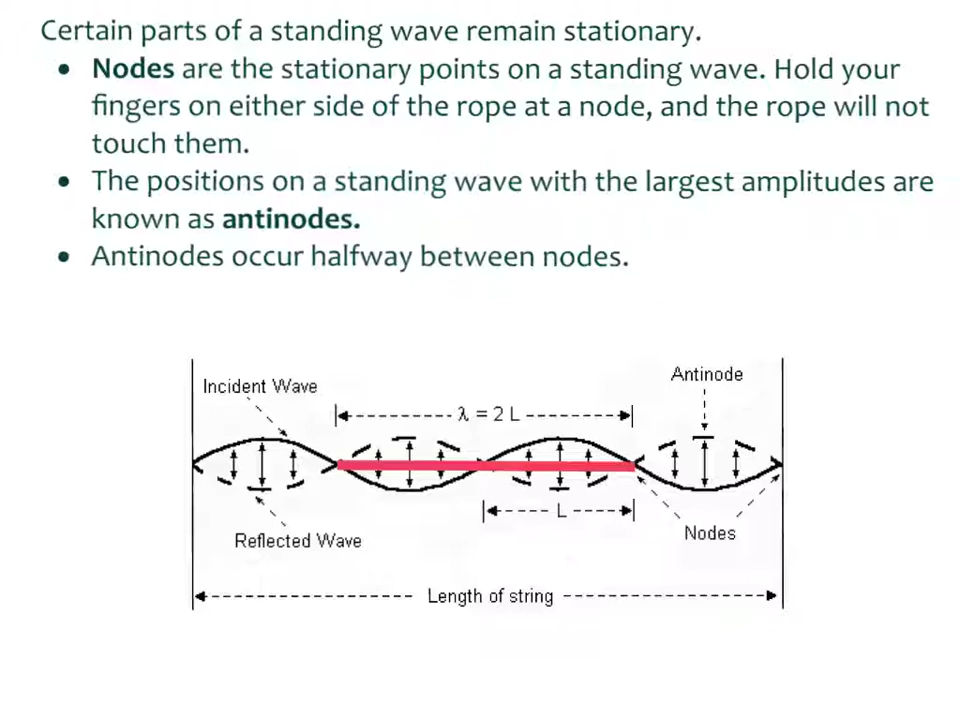 Certain parts of a standing wave remain stationary.
• Nodes are the stationary points on a standing wave. Hold your
fingers on either side of the rope at a node, and the rope will not
touch them.
• The positions on a standing wave with the largest amplitudes are
known as antinodes.
• Antinodes occur halfway between nodes.
Antinode
Incident Wave
λ = 2 L
L
Nodes
Reflected Wave
Length of string